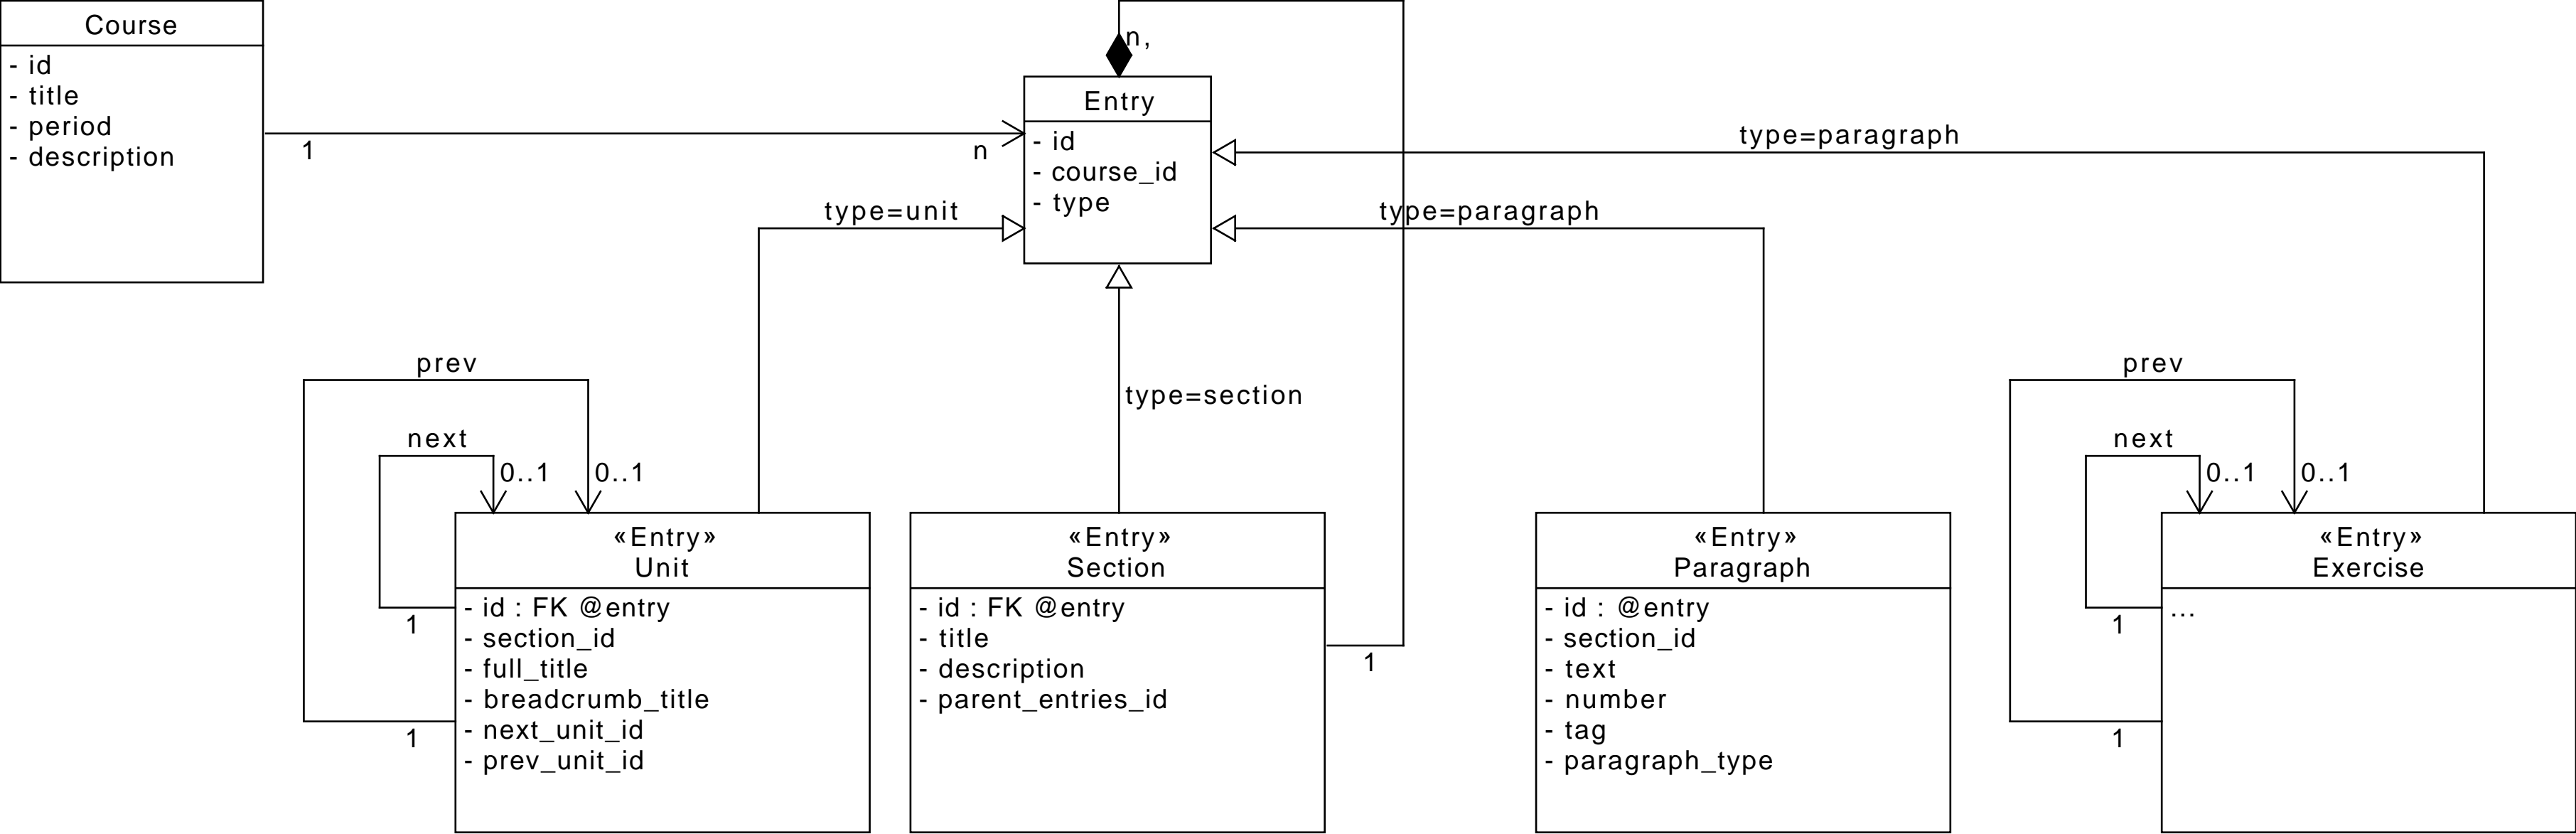 Course
- id
- title
- period
- description
1
n
n,
Entry
- id
- course_id
- type
type=paragraph
type=unit
type=paragraph
type=section
prev
next
0..1
0..1
«Entry»
Unit
- id : FK @entry
- section_id
- full_title
- breadcrumb_title
- next_unit_id
- prev_unit_id
1
1
«Entry»
Section
- id : FK @entry
- title
- description
- parent_entries_id
1
«Entry»
Paragraph
- id : @entry
- section_id
- text
- number
- tag
- paragraph_type
prev
next
0..1
0..1
«Entry»
Exercise
...
1
1